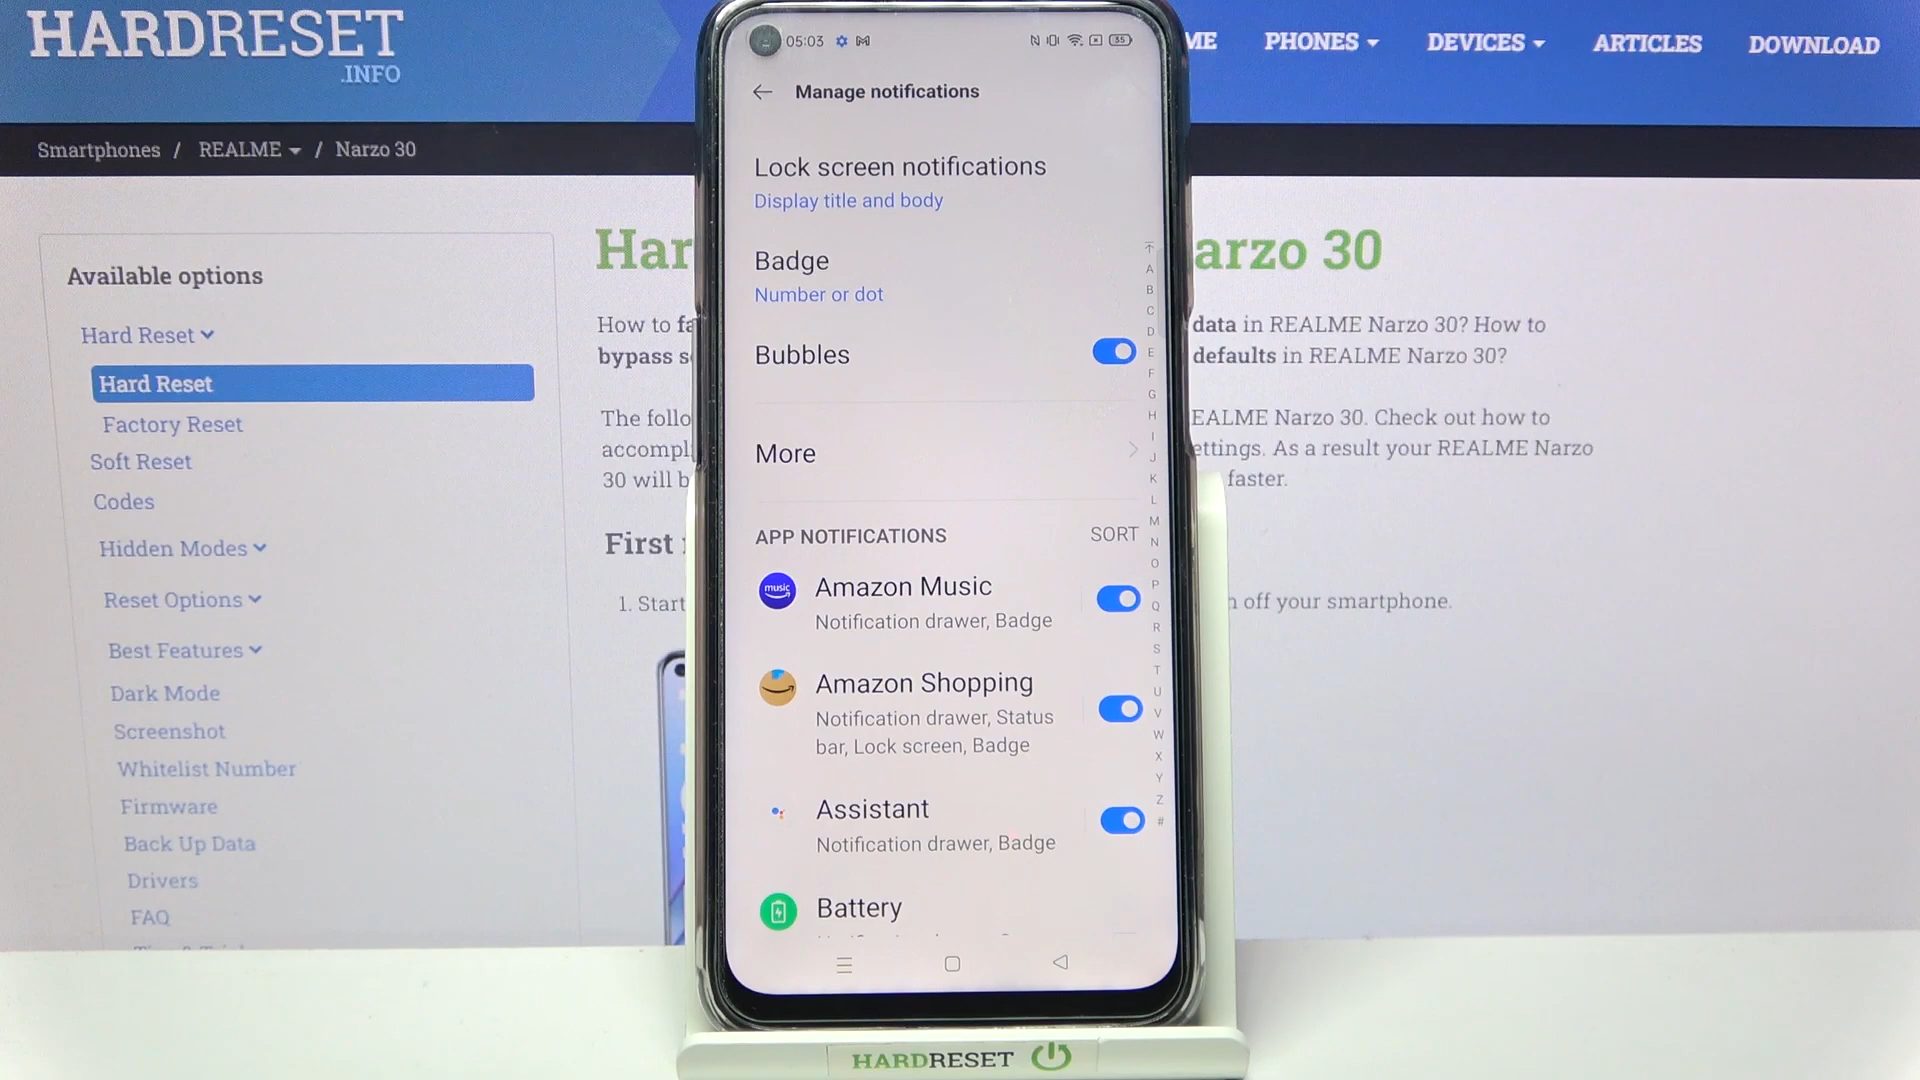 HARDRESET
.INFO
ME PHONES DEVICES ARTICLES DOWNLOAD
Smartphones / REALME / Narzo 30
Available options
Hard Reset
Hard Reset
Factory Reset
Soft Reset
Codes
Hidden Modes
Reset Options
Best Features
Dark Mode
Screenshot
Whitelist Number
Firmware
Back Up Data
Drivers
FAQ
Har
arzo 30
How to fa
data in REALME Narzo 30? How to
bypass s
defaults in REALME Narzo 30?
The follo
EALME Narzo 30. Check out how to
accompl
ettings. As a result your REALME Narzo
30 will b
faster.
First
1. Start
n off your smartphone.
05:03
35
Manage notifications
Lock screen notifications
Display title and body
Badge
Number or dot
Bubbles
More
APP NOTIFICATIONS SORT
music
Amazon Music
Notification drawer, Badge
Amazon Shopping
Notification drawer, Status
bar, Lock screen, Badge
Assistant
Notification drawer, Badge
Battery
A
B
C
D
E
F
G
H
I
J
K
L
M
N
O
P
Q
R
S
T
U
V
W
X
Y
Z
#
HARDRESET